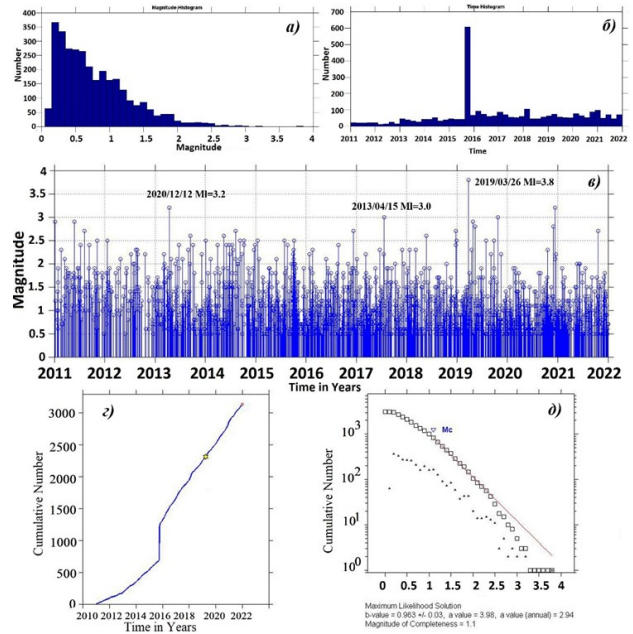 Magnitude Histogram
а)
Number
400
350
300
250
200
150
100
50
0
0 0.5 1 1.5 2 2.5 3 3.5 4
Magnitude
Time Histogram
б)
Number
700
600
500
400
300
200
100
0
2011 2012 2013 2014 2015 2016 2017 2018 2019 2020 2021 2022
Time
в)
Magnitude
4
3.5
3
2.5
2
1.5
1
0.5
0
2020/12/12 Ml=3.2
2013/04/15 Ml=3.0
2019/03/26 Ml=3.8
2011 2012 2013 2014 2015 2016 2017 2018 2019 2020 2021 2022
Time in Years
г)
Cumulative Number
3000
2500
2000
1500
1000
500
0
2010 2012 2014 2016 2018 2020 2022
Time in Years
д)
Cumulative Number
10³
10²
10¹
10⁰
Mc
0 0.5 1 1.5 2 2.5 3 3.5 4
Maximum Likelihood Solution
b-value = 0.963 +/- 0.03, a value = 3.98, a value (annual) = 2.94
Magnitude of Completeness = 1.1